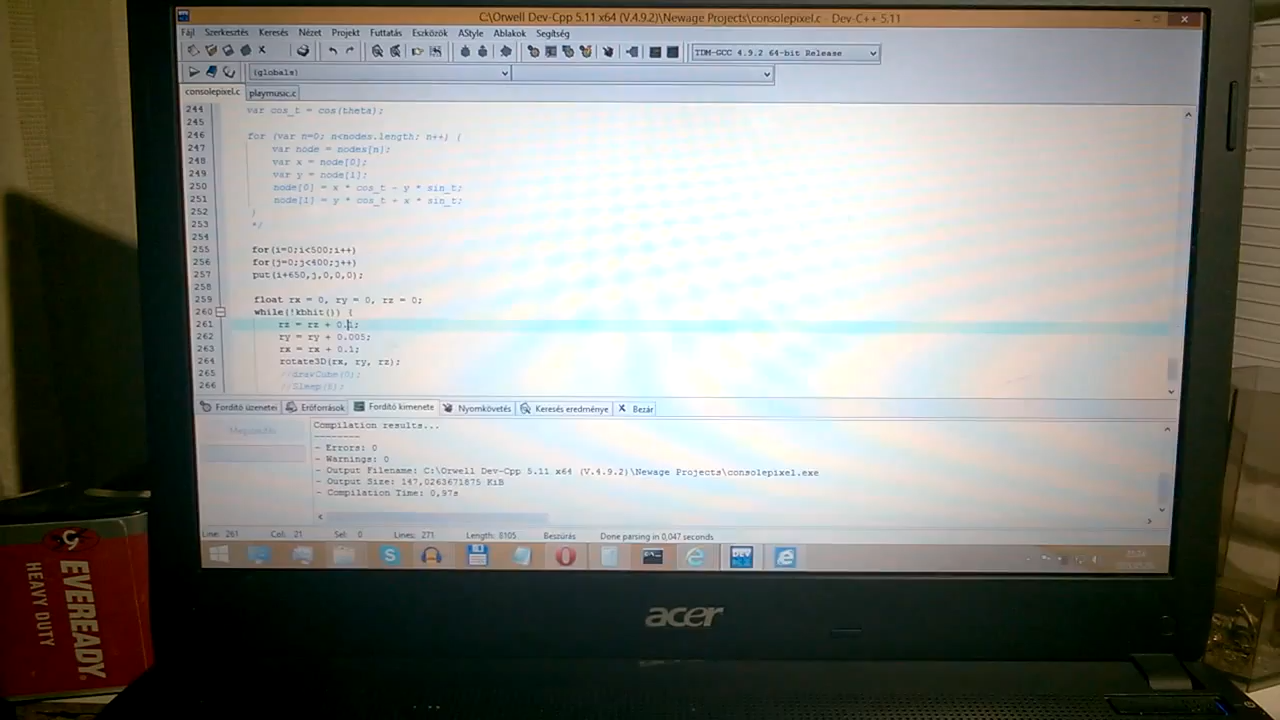 C:\Orwell Dev-Cpp 5.11 x64 (V.4.9.2)\Newage Projects\consolepixel.c - Dev-C++ 5.11
Fájl Szerkesztés Keresés Nézet Projekt Futtatás Eszközök AStyle Ablakok Segítség
TDM-GCC 4.9.2 64-bit Release
(globals)
consolepixel.c playmusic.c
244 var cos_t = cos(theta);
245
246 for (var n=0; n<nodes.length; n++) {
247 var node = nodes[n];
248 var x = node[0];
249 var y = node[1];
250 node[0] = x * cos_t - y * sin_t;
251 node[1] = y * cos_t + x * sin_t;
252 }
253 */
254
255 for(i=0;i<500;i++)
256 for(j=0;j<400;j++)
257 put(i+650,j,0,0,0);
258
259 float rx = 0, ry = 0, rz = 0;
260 while(!kbhit()) {
261 rz = rz + 0.1;
262 ry = ry + 0.005;
263 rx = rx + 0.1;
264 rotate3D(rx, ry, rz);
265 //drawCube(0);
266 //Sleep(5);
Fordító üzenetei Erőforrások Fordító kimenete Nyomkövetés Keresés eredménye X Bezár
Compilation results...
--------
- Errors: 0
- Warnings: 0
- Output Filename: C:\Orwell Dev-Cpp 5.11 x64 (V.4.9.2)\Newage Projects\consolepixel.exe
- Output Size: 147,0263671875 KiB
- Compilation Time: 0,97s
Line: 261 Col: 21 Sel: 0 Lines: 271 Length: 8105 Beszúrás Done parsing in 0,047 seconds
DEV
acer
EVEREADY
HEAVY DUTY